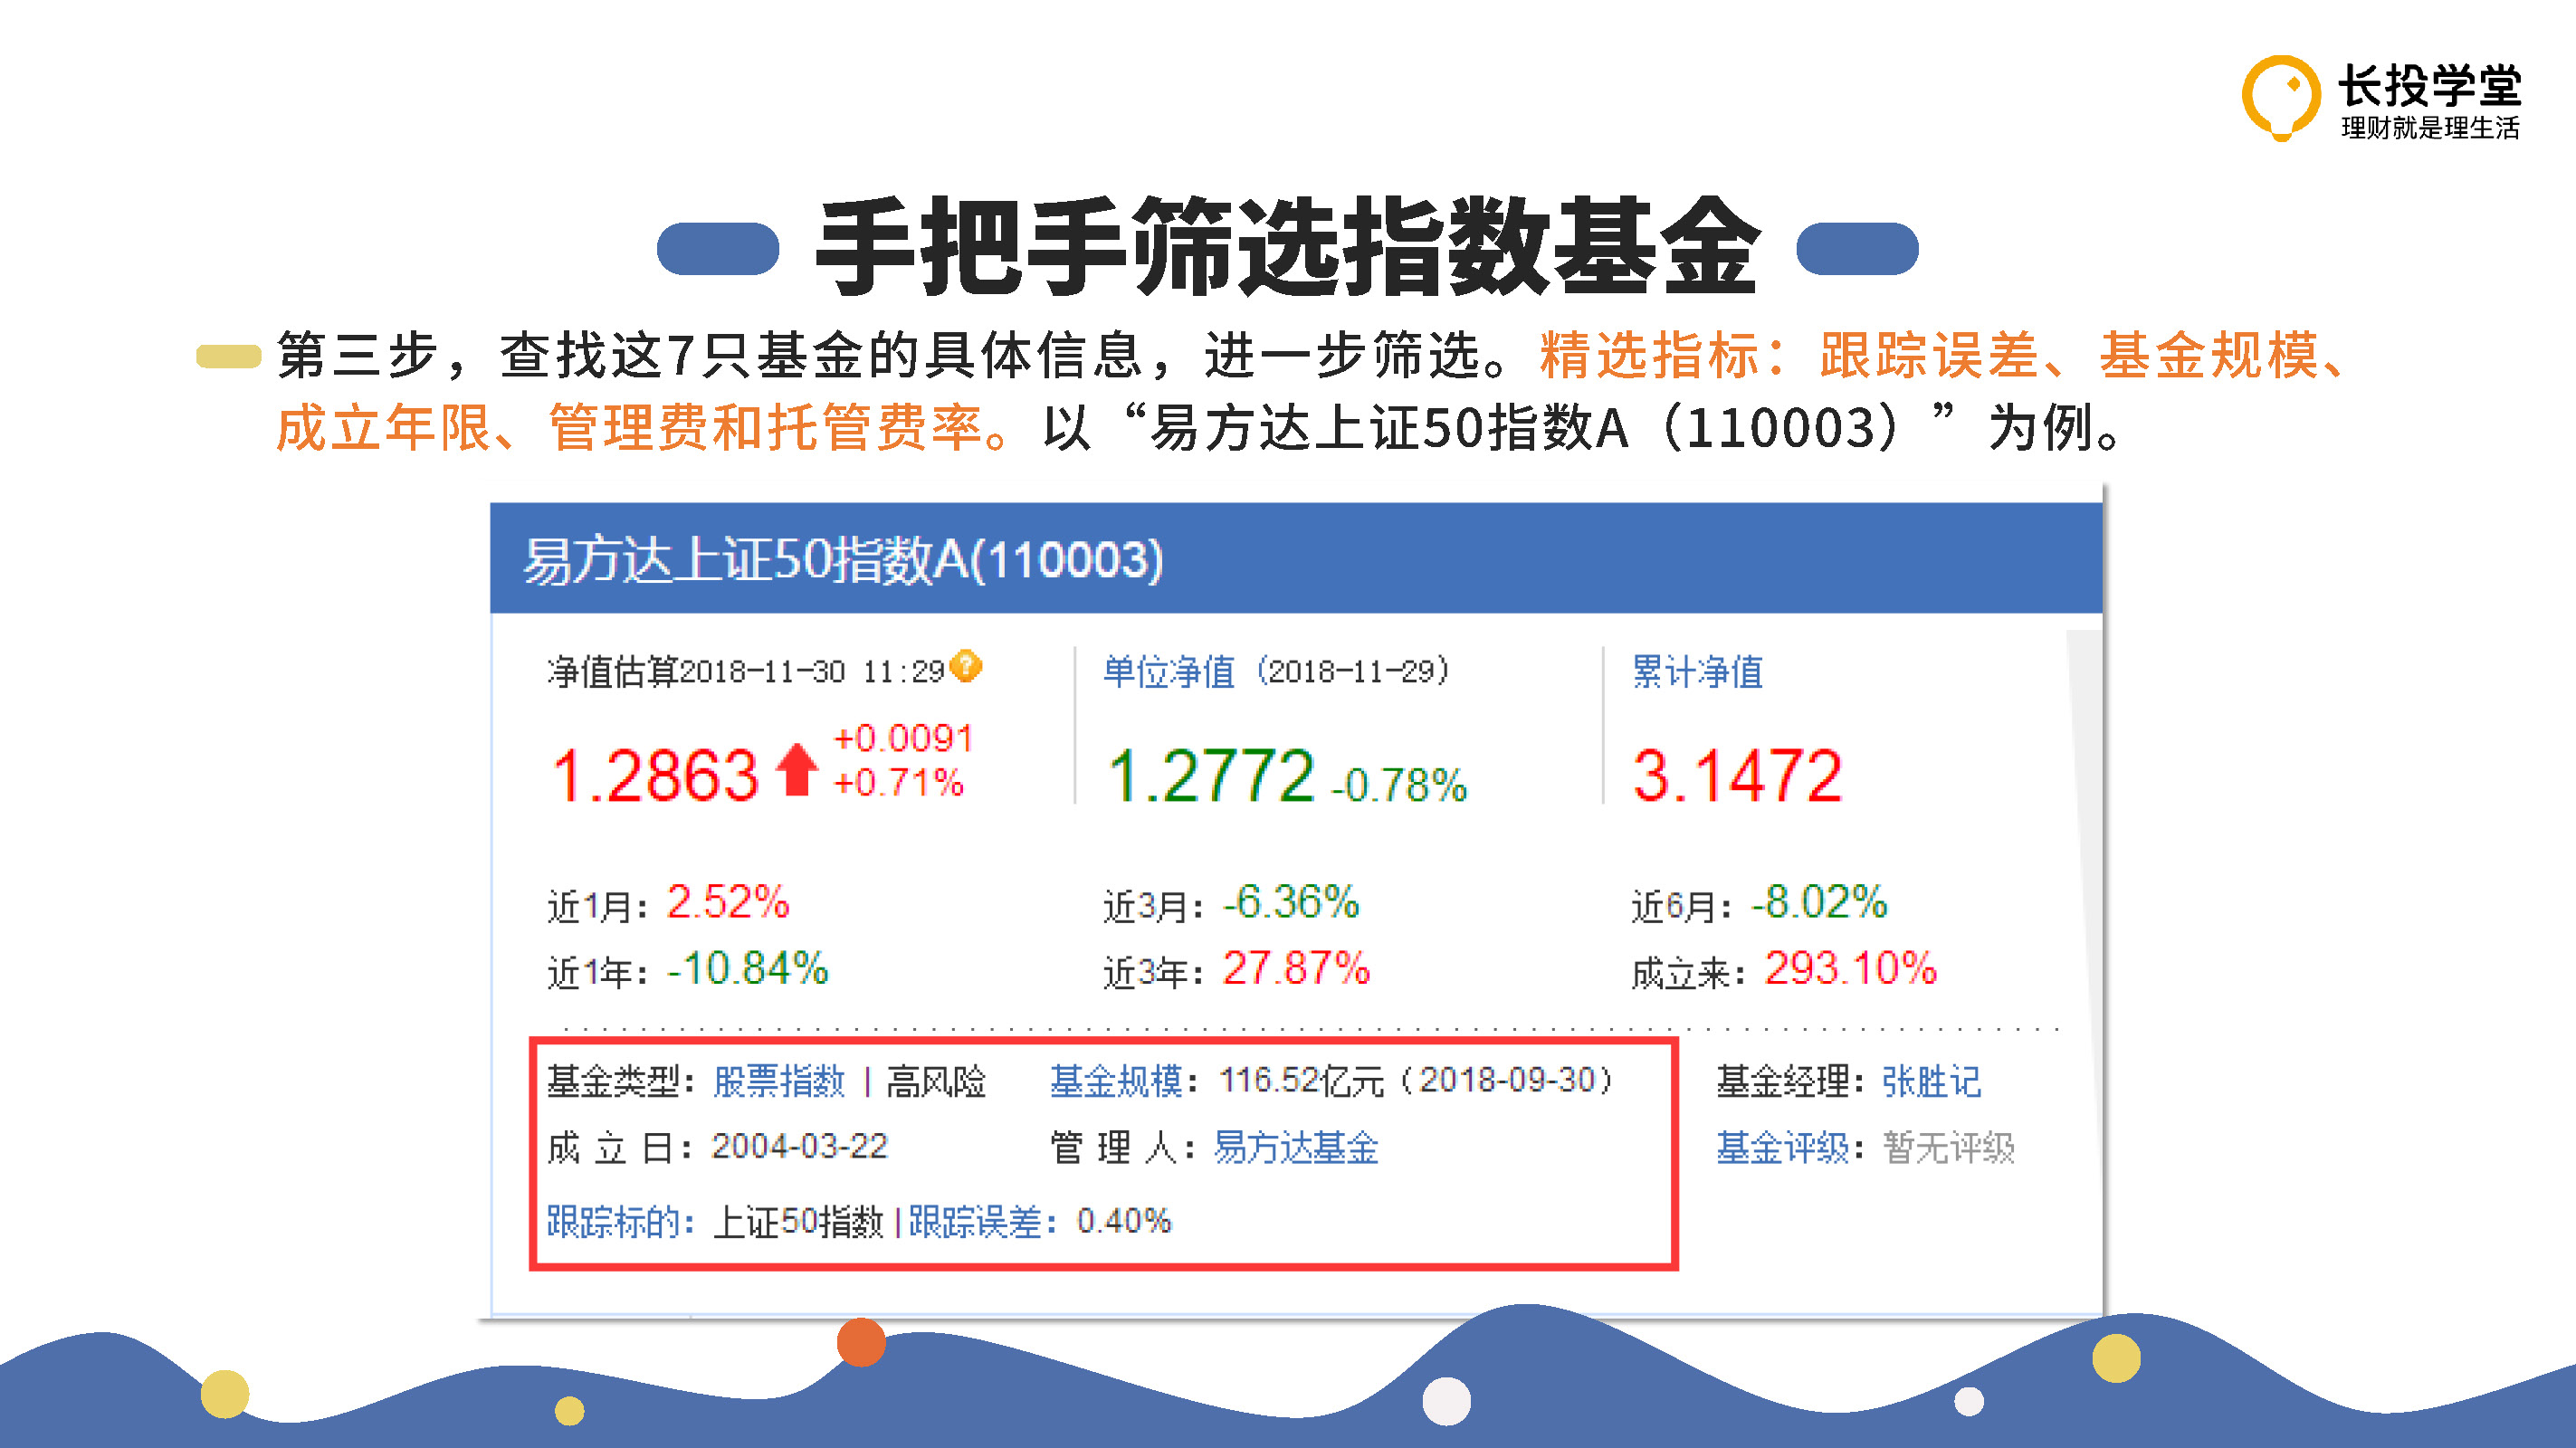 长投学堂
理财就是理生活
手把手筛选指数基金
第三步，查找这7只基金的具体信息，进一步筛选。精选指标：跟踪误差、基金规模、
成立年限、管理费和托管费率。以“易方达上证50指数A（110003）”为例。
易方达上证50指数A(110003)
净值估算2018-11-30 11:29 单位净值（2018-11-29） 累计净值
1.2863 +0.0091 +0.71% 1.2772 -0.78% 3.1472
近1月：2.52% 近3月：-6.36% 近6月：-8.02%
近1年：-10.84% 近3年：27.87% 成立来：293.10%
基金类型：股票指数 | 高风险 基金规模：116.52亿元（2018-09-30） 基金经理：张胜记
成 立 日：2004-03-22 管 理 人：易方达基金 基金评级：暂无评级
跟踪标的：上证50指数 | 跟踪误差：0.40%